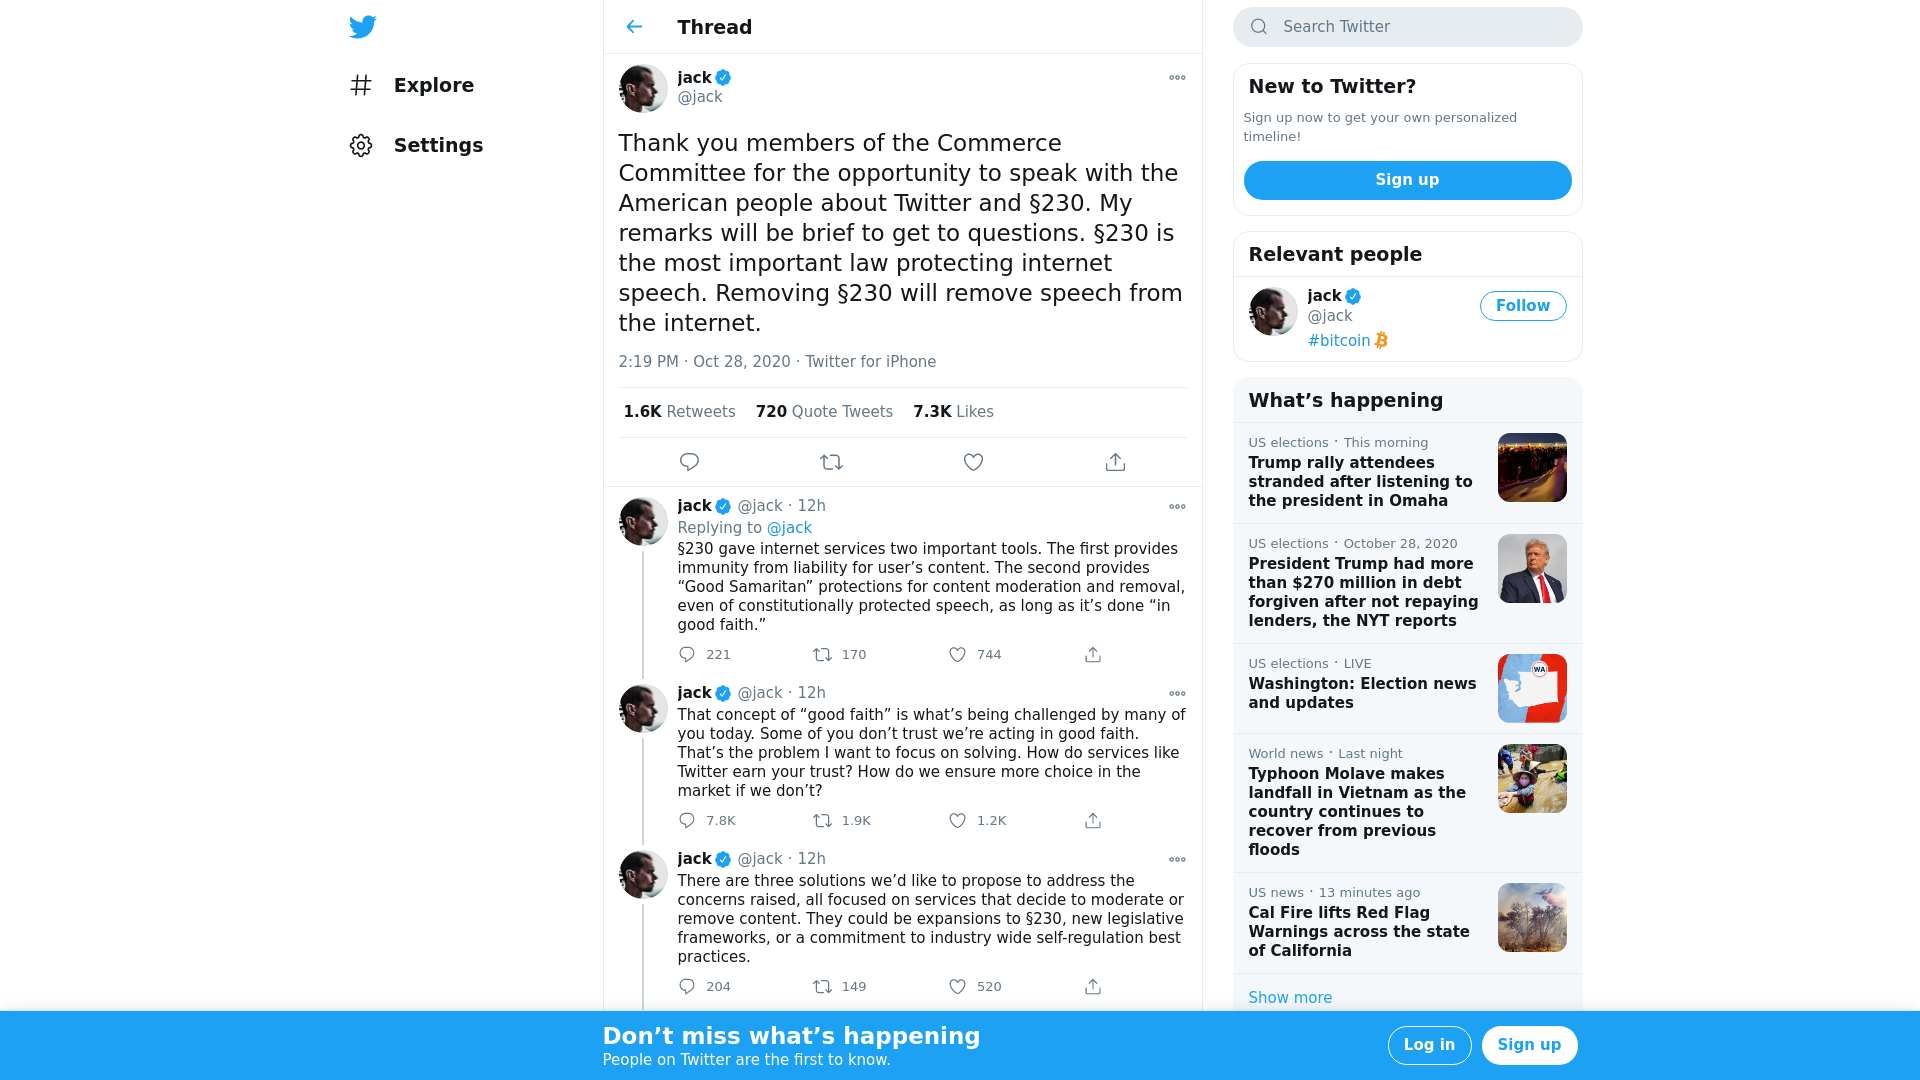 Explore
Settings
Thread
jack
@jack
Thank you members of the Commerce
Committee for the opportunity to speak with the
American people about Twitter and §230. My
remarks will be brief to get to questions. §230 is
the most important law protecting internet
speech. Removing §230 will remove speech from
the internet.
2:19 PM · Oct 28, 2020 · Twitter for iPhone
1.6K Retweets 720 Quote Tweets 7.3K Likes
jack @jack · 12h
Replying to @jack
§230 gave internet services two important tools. The first provides
immunity from liability for user’s content. The second provides
“Good Samaritan” protections for content moderation and removal,
even of constitutionally protected speech, as long as it’s done “in
good faith.”
221 170 744
jack @jack · 12h
That concept of “good faith” is what’s being challenged by many of
you today. Some of you don’t trust we’re acting in good faith.
That’s the problem I want to focus on solving. How do services like
Twitter earn your trust? How do we ensure more choice in the
market if we don’t?
7.8K 1.9K 1.2K
jack @jack · 12h
There are three solutions we’d like to propose to address the
concerns raised, all focused on services that decide to moderate or
remove content. They could be expansions to §230, new legislative
frameworks, or a commitment to industry wide self-regulation best
practices.
204 149 520
Search Twitter
New to Twitter?
Sign up now to get your own personalized
timeline!
Sign up
Relevant people
jack
@jack
Follow
#bitcoin
What’s happening
US elections · This morning
Trump rally attendees
stranded after listening to
the president in Omaha
US elections · October 28, 2020
President Trump had more
than $270 million in debt
forgiven after not repaying
lenders, the NYT reports
US elections · LIVE
Washington: Election news
and updates
WA
World news · Last night
Typhoon Molave makes
landfall in Vietnam as the
country continues to
recover from previous
floods
US news · 13 minutes ago
Cal Fire lifts Red Flag
Warnings across the state
of California
Show more
Don’t miss what’s happening
People on Twitter are the first to know.
Log in
Sign up